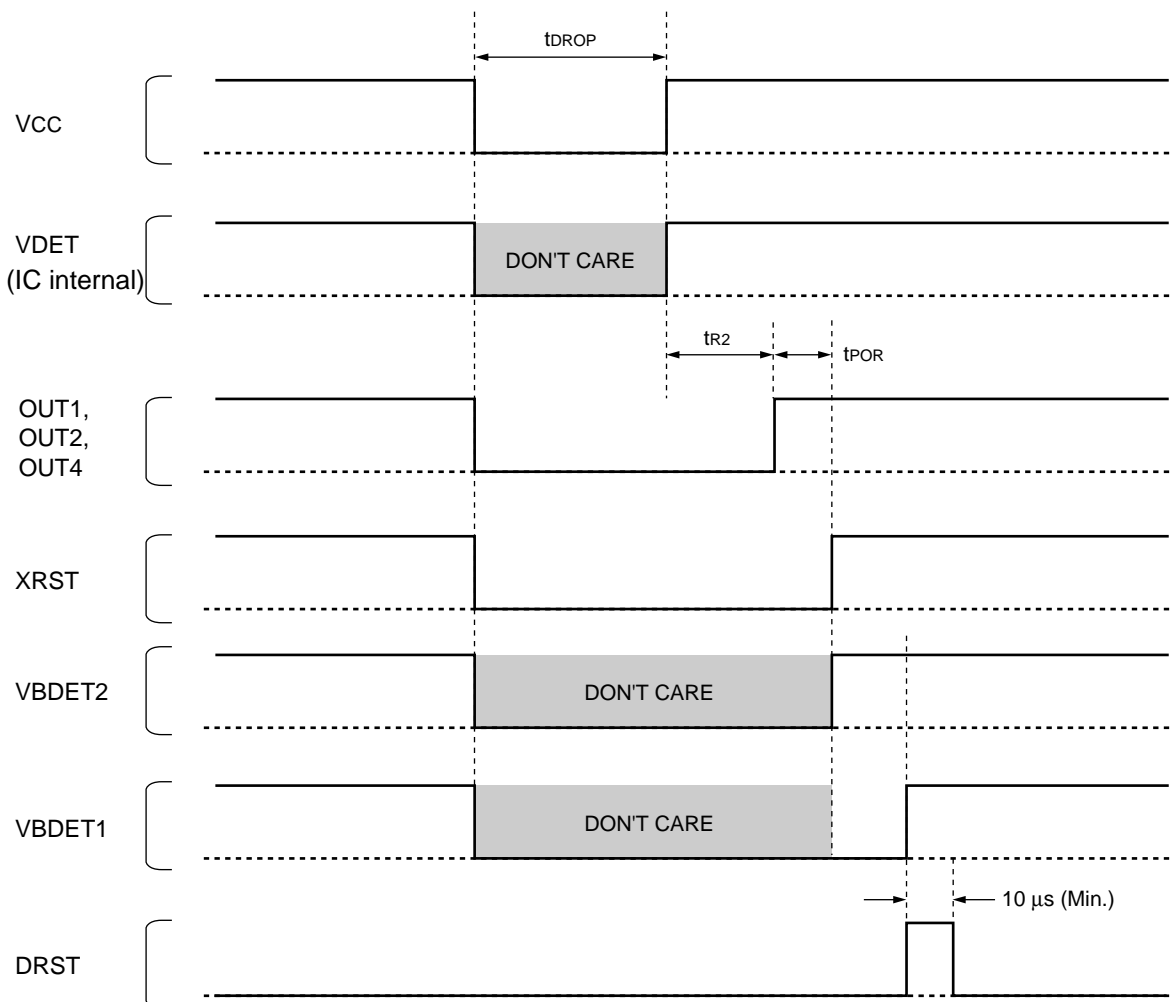 tDROP
VCC
VDET
(IC internal)
DON'T CARE
tR2
tPOR
OUT1,
OUT2,
OUT4
XRST
VBDET2
DON'T CARE
VBDET1
DON'T CARE
10 μs (Min.)
DRST